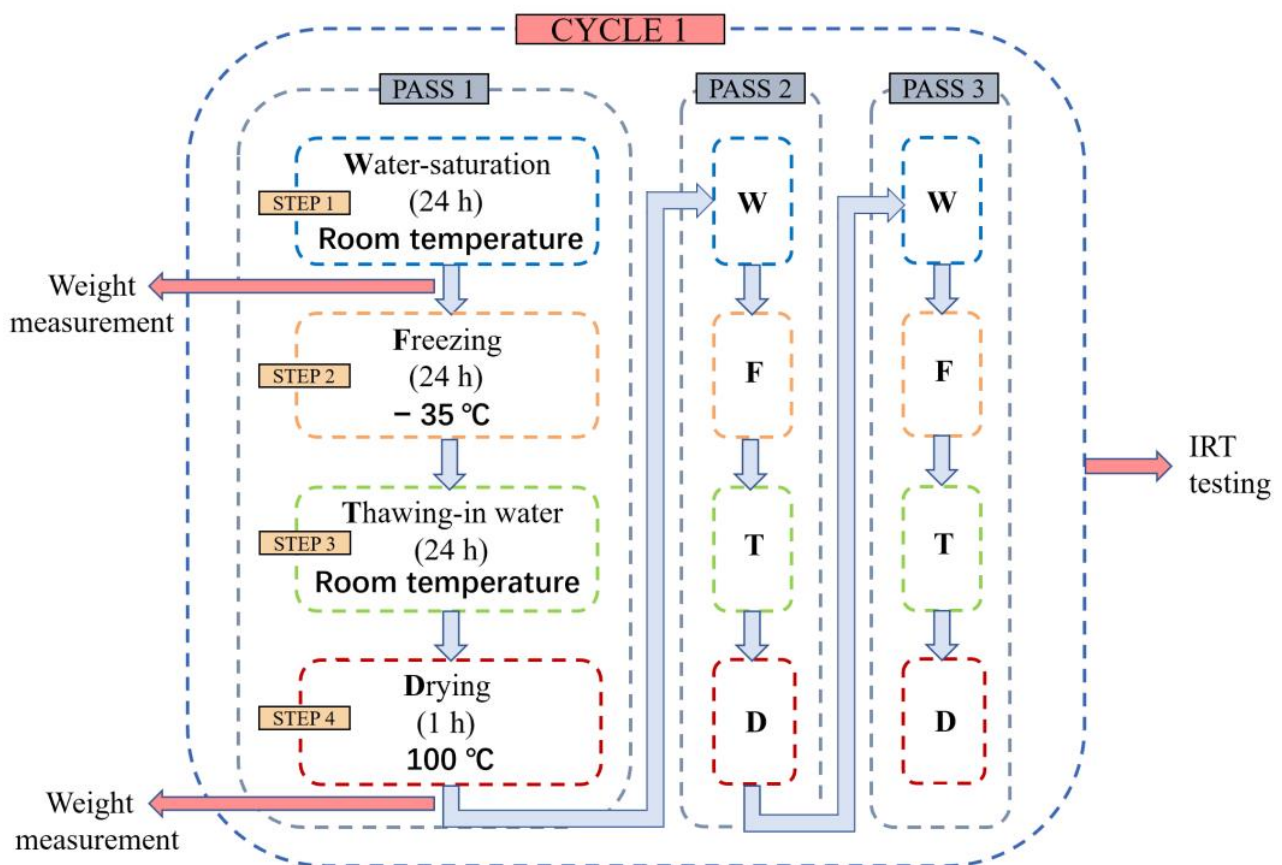 CYCLE 1
PASS 1
Water-saturation
STEP 1
(24 h)
Room temperature
Weight
measurement
Freezing
STEP 2
(24 h)
– 35 °C
Thawing-in water
STEP 3
(24 h)
Room temperature
Drying
STEP 4
(1 h)
100 °C
Weight
measurement
PASS 2
W
F
T
D
PASS 3
W
F
T
D
IRT
testing